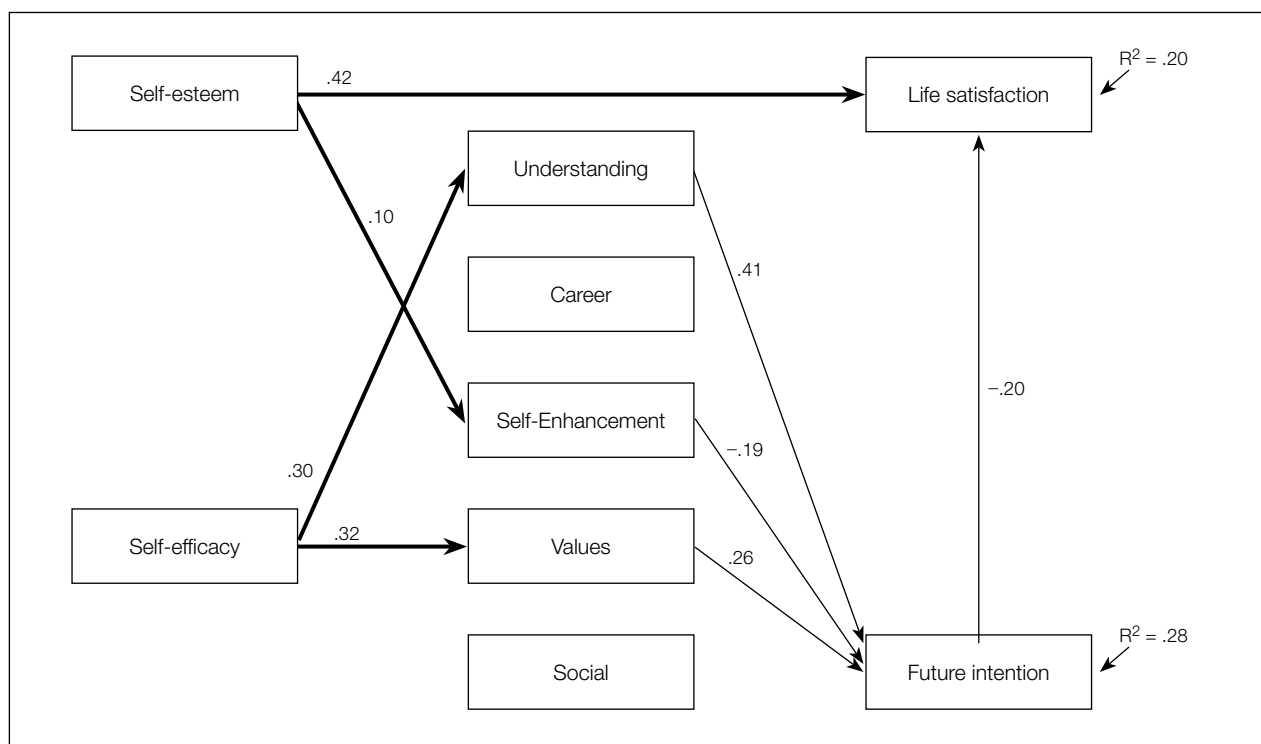 .42
R² = .20
Self-esteem
Life satisfaction
Understanding
.10
.41
Career
−.20
Self-Enhancement
−.19
.30
.32
Self-efficacy
Values
.26
R² = .28
Social
Future intention